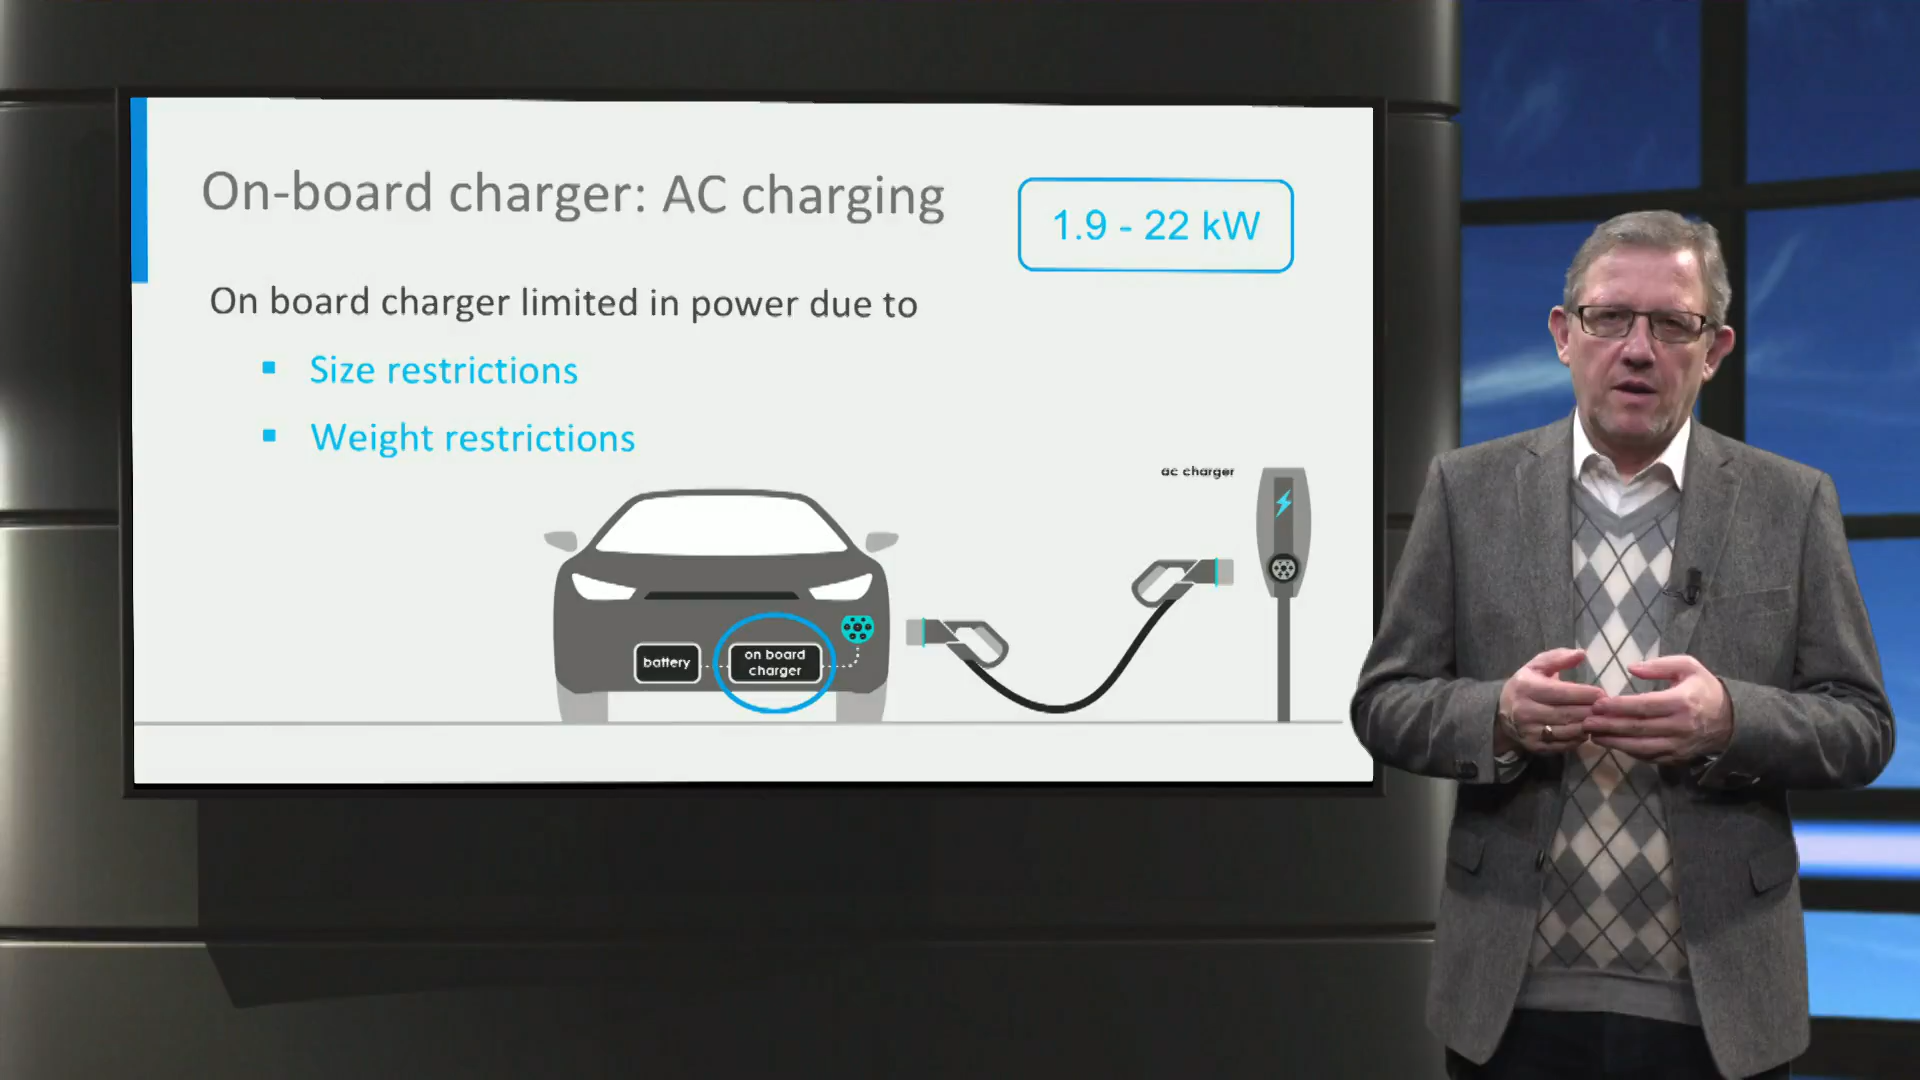 On-board charger: AC charging
1.9 - 22 kW
On board charger limited in power due to
Size restrictions
Weight restrictions
ac charger
battery
on board
charger